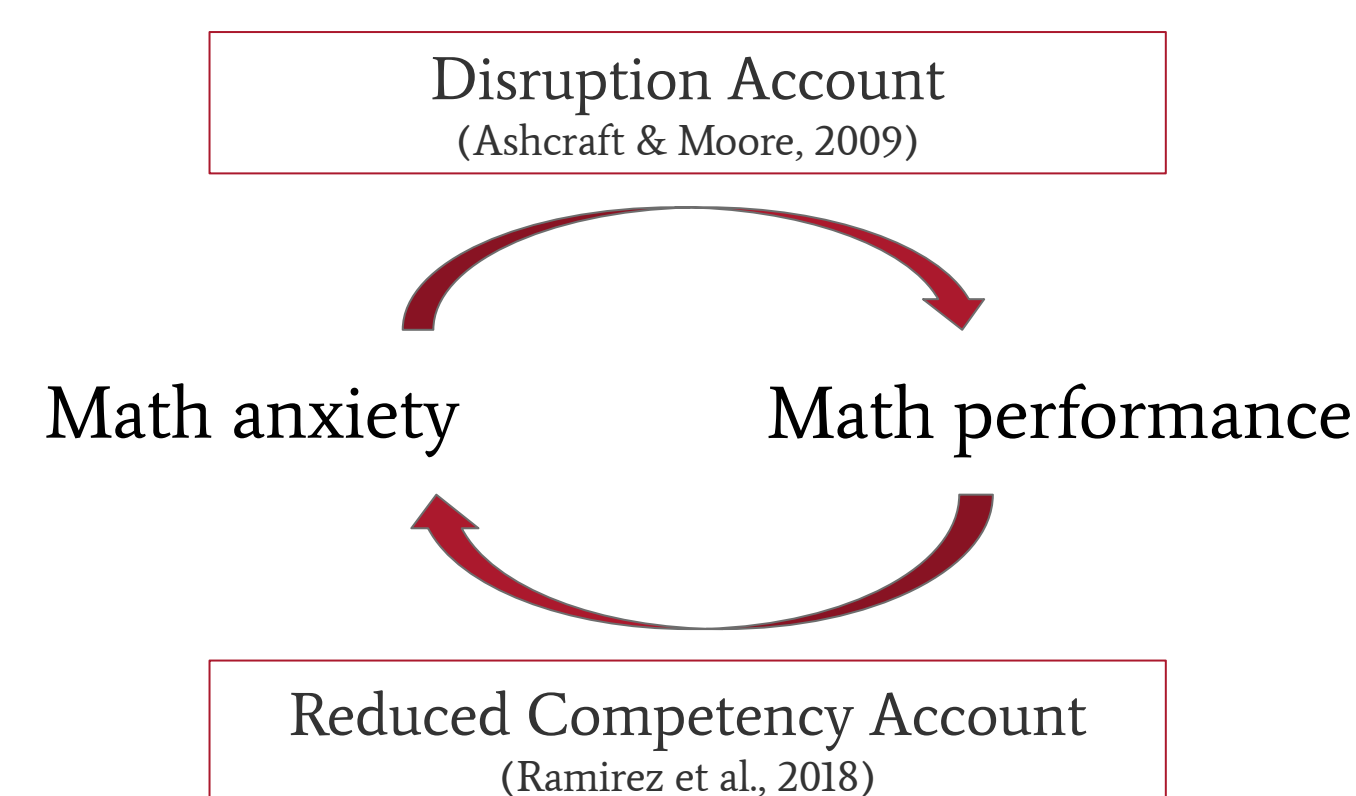 Disruption Account
(Ashcraft & Moore, 2009)
Math anxiety
Math performance
Reduced Competency Account
(Ramirez et al., 2018)